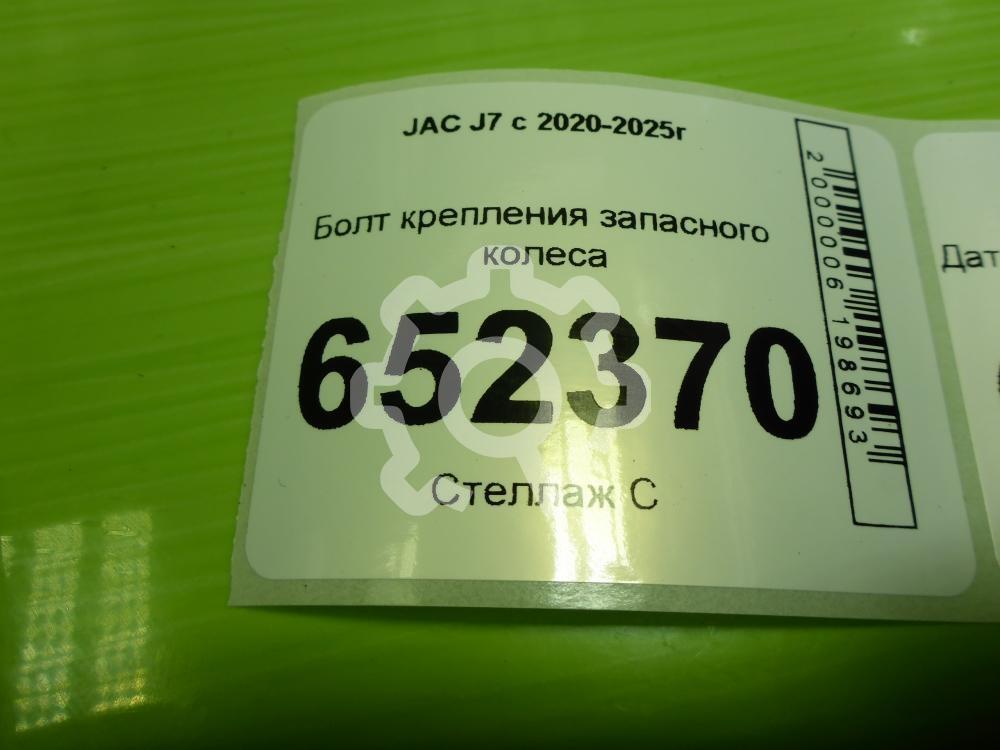 JAC J7 с 2020-2025г
Болт крепления запасного
колеса
652370
Стеллаж С
2000006198693
Дат